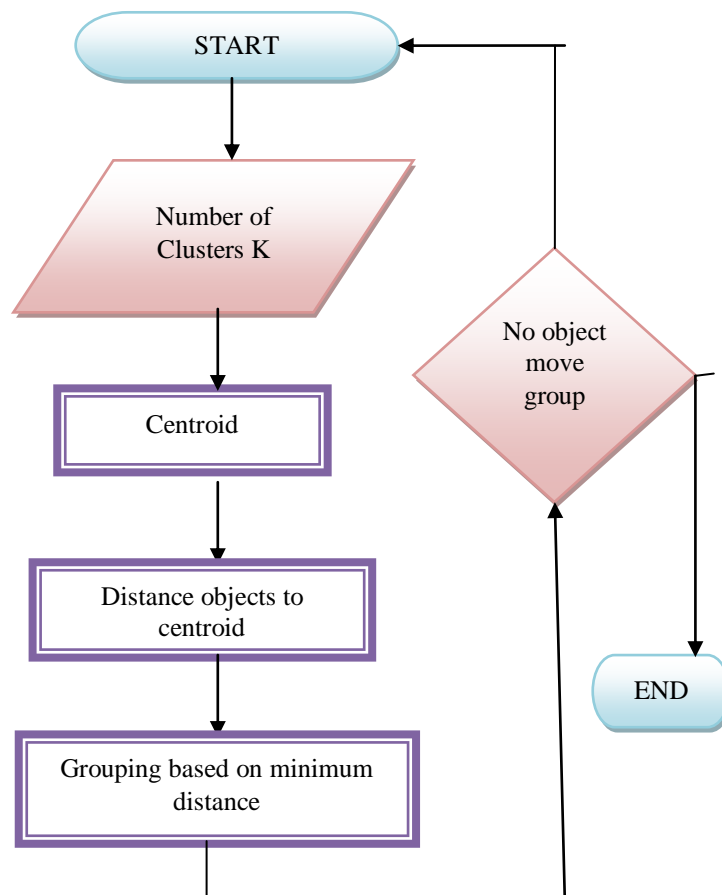 START
Number of
Clusters K
Centroid
Distance objects to
centroid
Grouping based on minimum
distance
No object
move
group
END